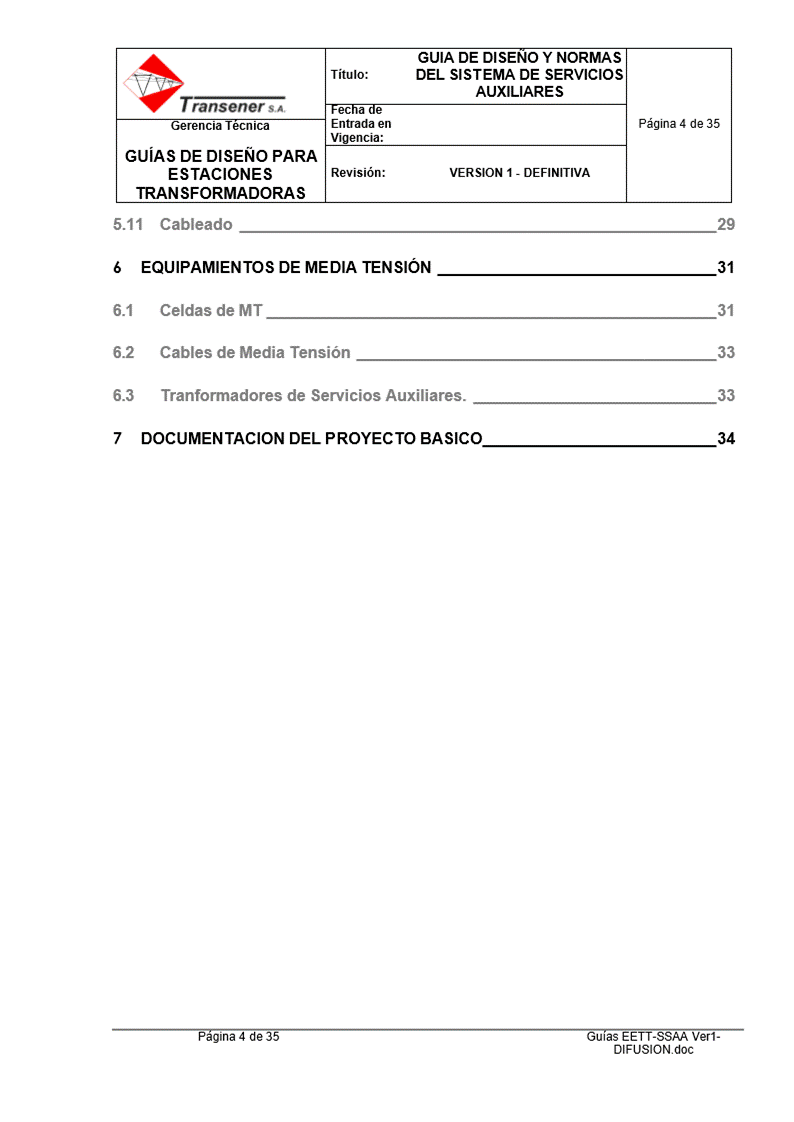 Transener S.A.
Gerencia Técnica
GUÍAS DE DISEÑO PARA
ESTACIONES
TRANSFORMADORAS
Título:
GUIA DE DISEÑO Y NORMAS
DEL SISTEMA DE SERVICIOS
AUXILIARES
Fecha de
Entrada en
Vigencia:
Revisión:
VERSION 1 - DEFINITIVA
Página 4 de 35
5.11 Cableado 29
6 EQUIPAMIENTOS DE MEDIA TENSIÓN 31
6.1 Celdas de MT 31
6.2 Cables de Media Tensión 33
6.3 Tranformadores de Servicios Auxiliares. 33
7 DOCUMENTACION DEL PROYECTO BASICO 34
Página 4 de 35
Guías EETT-SSAA Ver1-
DIFUSION.doc